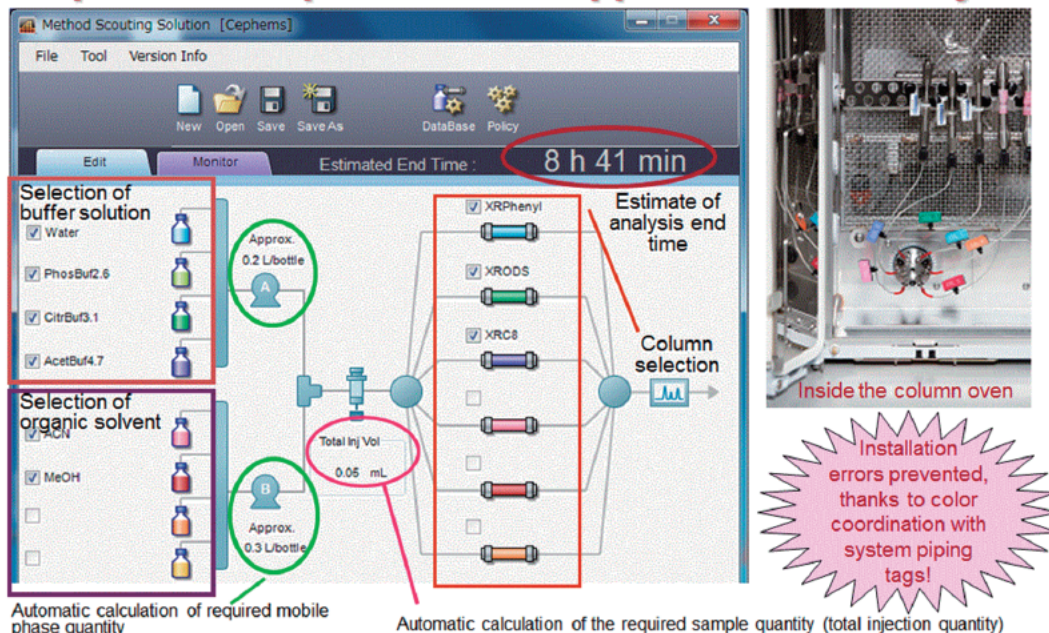 Method Scouting Solution [Cephems]
File Tool Version Info
New Open Save Save As DataBase Policy
Edit Monitor Estimated End Time : 8 h 41 min
Selection of
buffer solution
Water
PhosBuf2.6
CitrBuf3.1
AcetBuf4.7
Selection of
organic solvent
ACN
MeOH
Approx.
0.2 L/bottle
A
B
Approx.
0.3 L/bottle
Total Inj Vol
0.05 mL
XRPhenyl
XRODS
XRC8
Estimate of
analysis end
time
Column
selection
Inside the column oven
Installation
errors prevented,
thanks to color
coordination with
system piping
tags!
Automatic calculation of required mobile
phase quantity
Automatic calculation of the required sample quantity (total injection quantity)